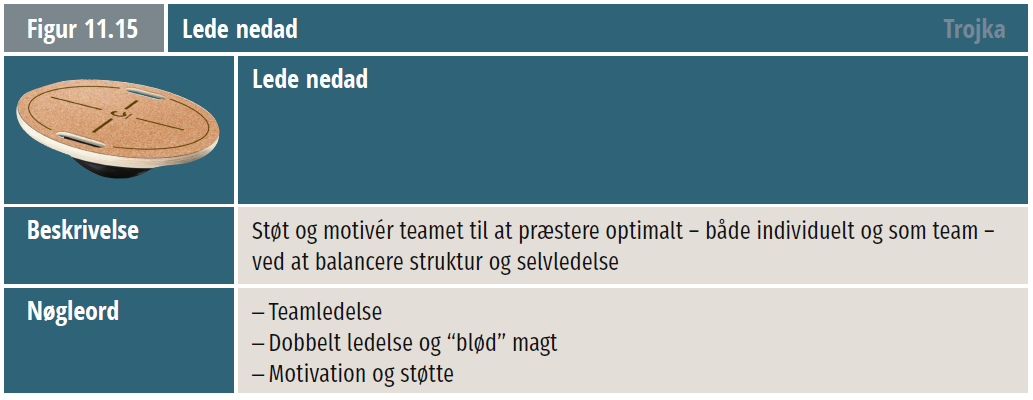 Figur 11.15 Lede nedad Trojka
Lede nedad
Beskrivelse Støt og motivér teamet til at præstere optimalt – både individuelt og som team –
ved at balancere struktur og selvledelse
Nøgleord – Teamledelse
– Dobbelt ledelse og “blød” magt
– Motivation og støtte